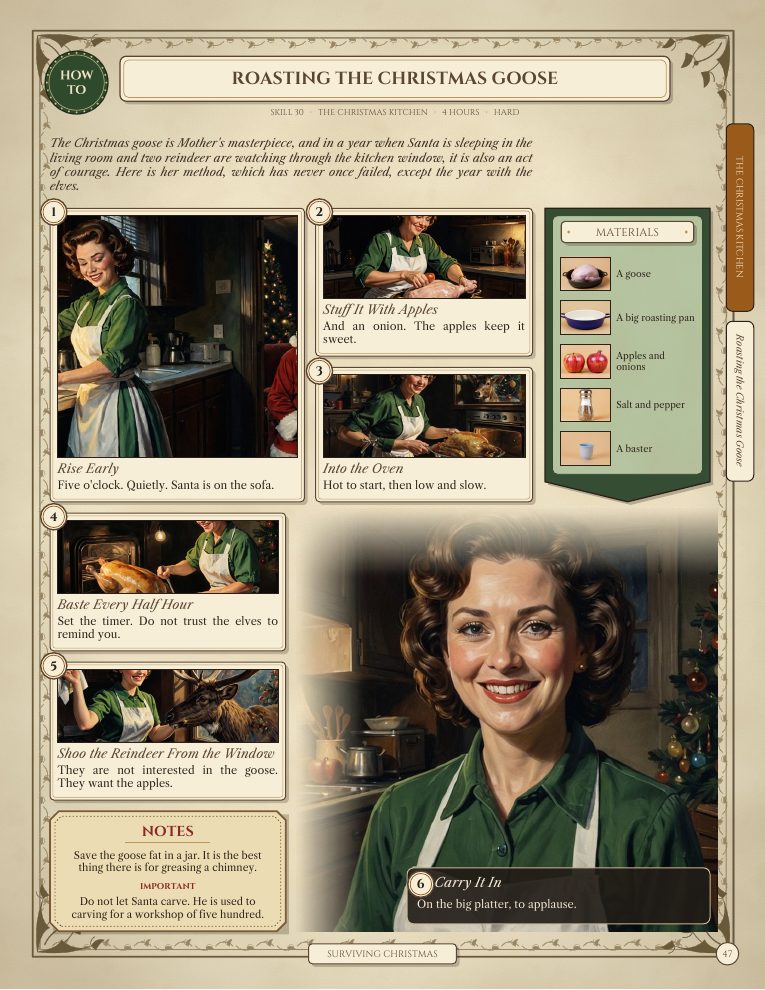 HOW
TO
ROASTING THE CHRISTMAS GOOSE
SKILL 30 · THE CHRISTMAS KITCHEN · 4 HOURS · HARD
The Christmas goose is Mother's masterpiece, and in a year when Santa is sleeping in the
living room and two reindeer are watching through the kitchen window, it is also an act
of courage. Here is her method, which has never once failed, except the year with the
elves.
1
Rise Early
Five o'clock. Quietly. Santa is on the sofa.
2
Stuff It With Apples
And an onion. The apples keep it
sweet.
3
Into the Oven
Hot to start, then low and slow.
MATERIALS
A goose
A big roasting pan
Apples and
onions
Salt and pepper
A baster
THE CHRISTMAS KITCHEN
Roasting the Christmas Goose
4
Baste Every Half Hour
Set the timer. Do not trust the elves to
remind you.
5
Shoo the Reindeer From the Window
They are not interested in the goose.
They want the apples.
NOTES
Save the goose fat in a jar. It is the best
thing there is for greasing a chimney.
IMPORTANT
Do not let Santa carve. He is used to
carving for a workshop of five hundred.
6
Carry It In
On the big platter, to applause.
SURVIVING CHRISTMAS
47